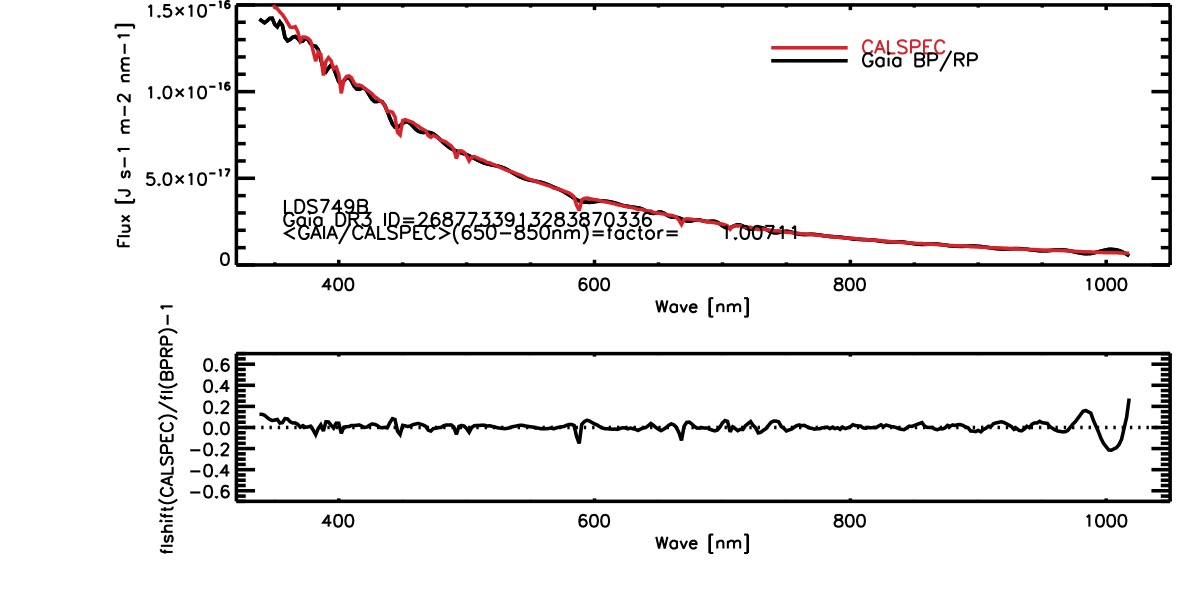 1.5×10−16
1.0×10−16
5.0×10−17
0
Flux [J s−1 m−2 nm−1]
CALSPEC
Gaia BP/RP
LDS749B
Gaia DR3 ID=2687733913283870336
<GAIA/CALSPEC>(650−850nm)=factor= 1.00711
400 600 800 1000
Wave [nm]
flshift(CALSPEC)/fl(BPRP)−1
0.6
0.4
0.2
0.0
−0.2
−0.4
−0.6
400 600 800 1000
Wave [nm]